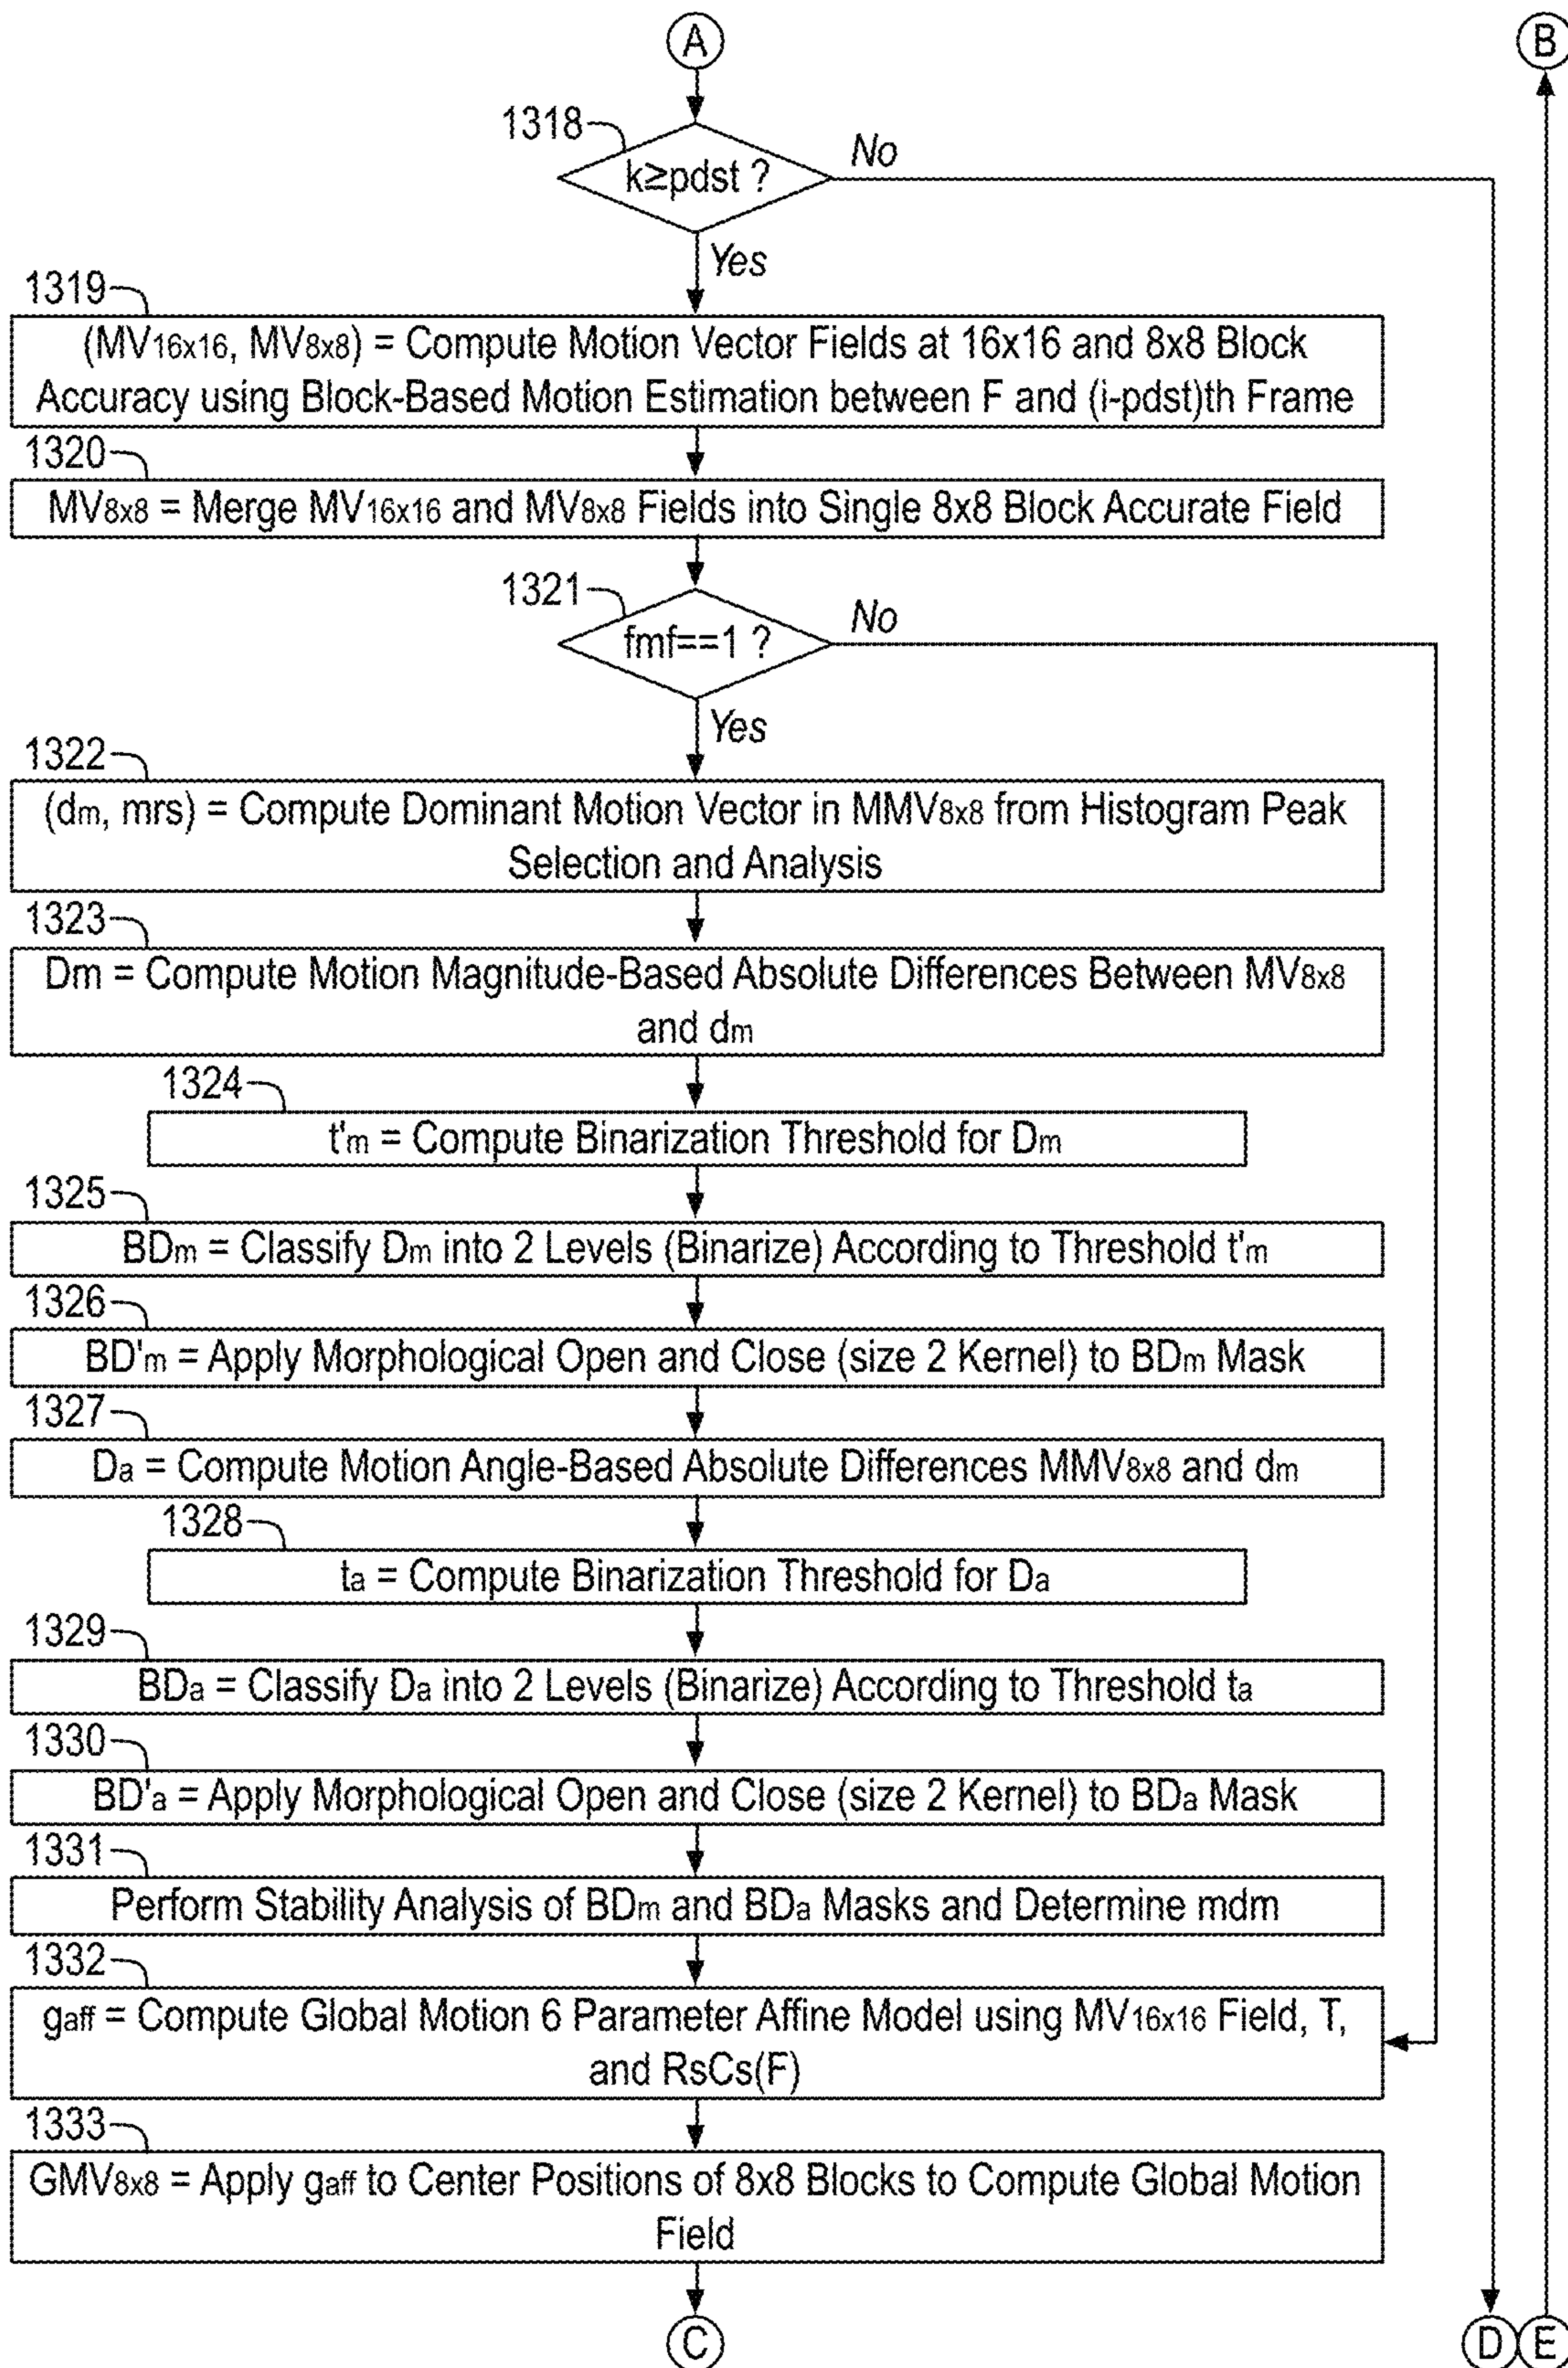 A
B
1318
k≥pdst ?
No
Yes
1319
(MV16x16, MV8x8) = Compute Motion Vector Fields at 16x16 and 8x8 Block
Accuracy using Block-Based Motion Estimation between F and (i-pdst)th Frame
1320
MV8x8 = Merge MV16x16 and MV8x8 Fields into Single 8x8 Block Accurate Field
1321
fmf==1 ?
No
Yes
1322
(dm, mrs) = Compute Dominant Motion Vector in MMV8x8 from Histogram Peak
Selection and Analysis
1323
Dm = Compute Motion Magnitude-Based Absolute Differences Between MV8x8
and dm
1324
t'm = Compute Binarization Threshold for Dm
1325
BDm = Classify Dm into 2 Levels (Binarize) According to Threshold t'm
1326
BD'm = Apply Morphological Open and Close (size 2 Kernel) to BDm Mask
1327
Da = Compute Motion Angle-Based Absolute Differences MMV8x8 and dm
1328
ta = Compute Binarization Threshold for Da
1329
BDa = Classify Da into 2 Levels (Binarize) According to Threshold ta
1330
BD'a = Apply Morphological Open and Close (size 2 Kernel) to BDa Mask
1331
Perform Stability Analysis of BDm and BDa Masks and Determine mdm
1332
gaff = Compute Global Motion 6 Parameter Affine Model using MV16x16 Field, T,
and RsCs(F)
1333
GMV8x8 = Apply gaff to Center Positions of 8x8 Blocks to Compute Global Motion
Field
C
D
E